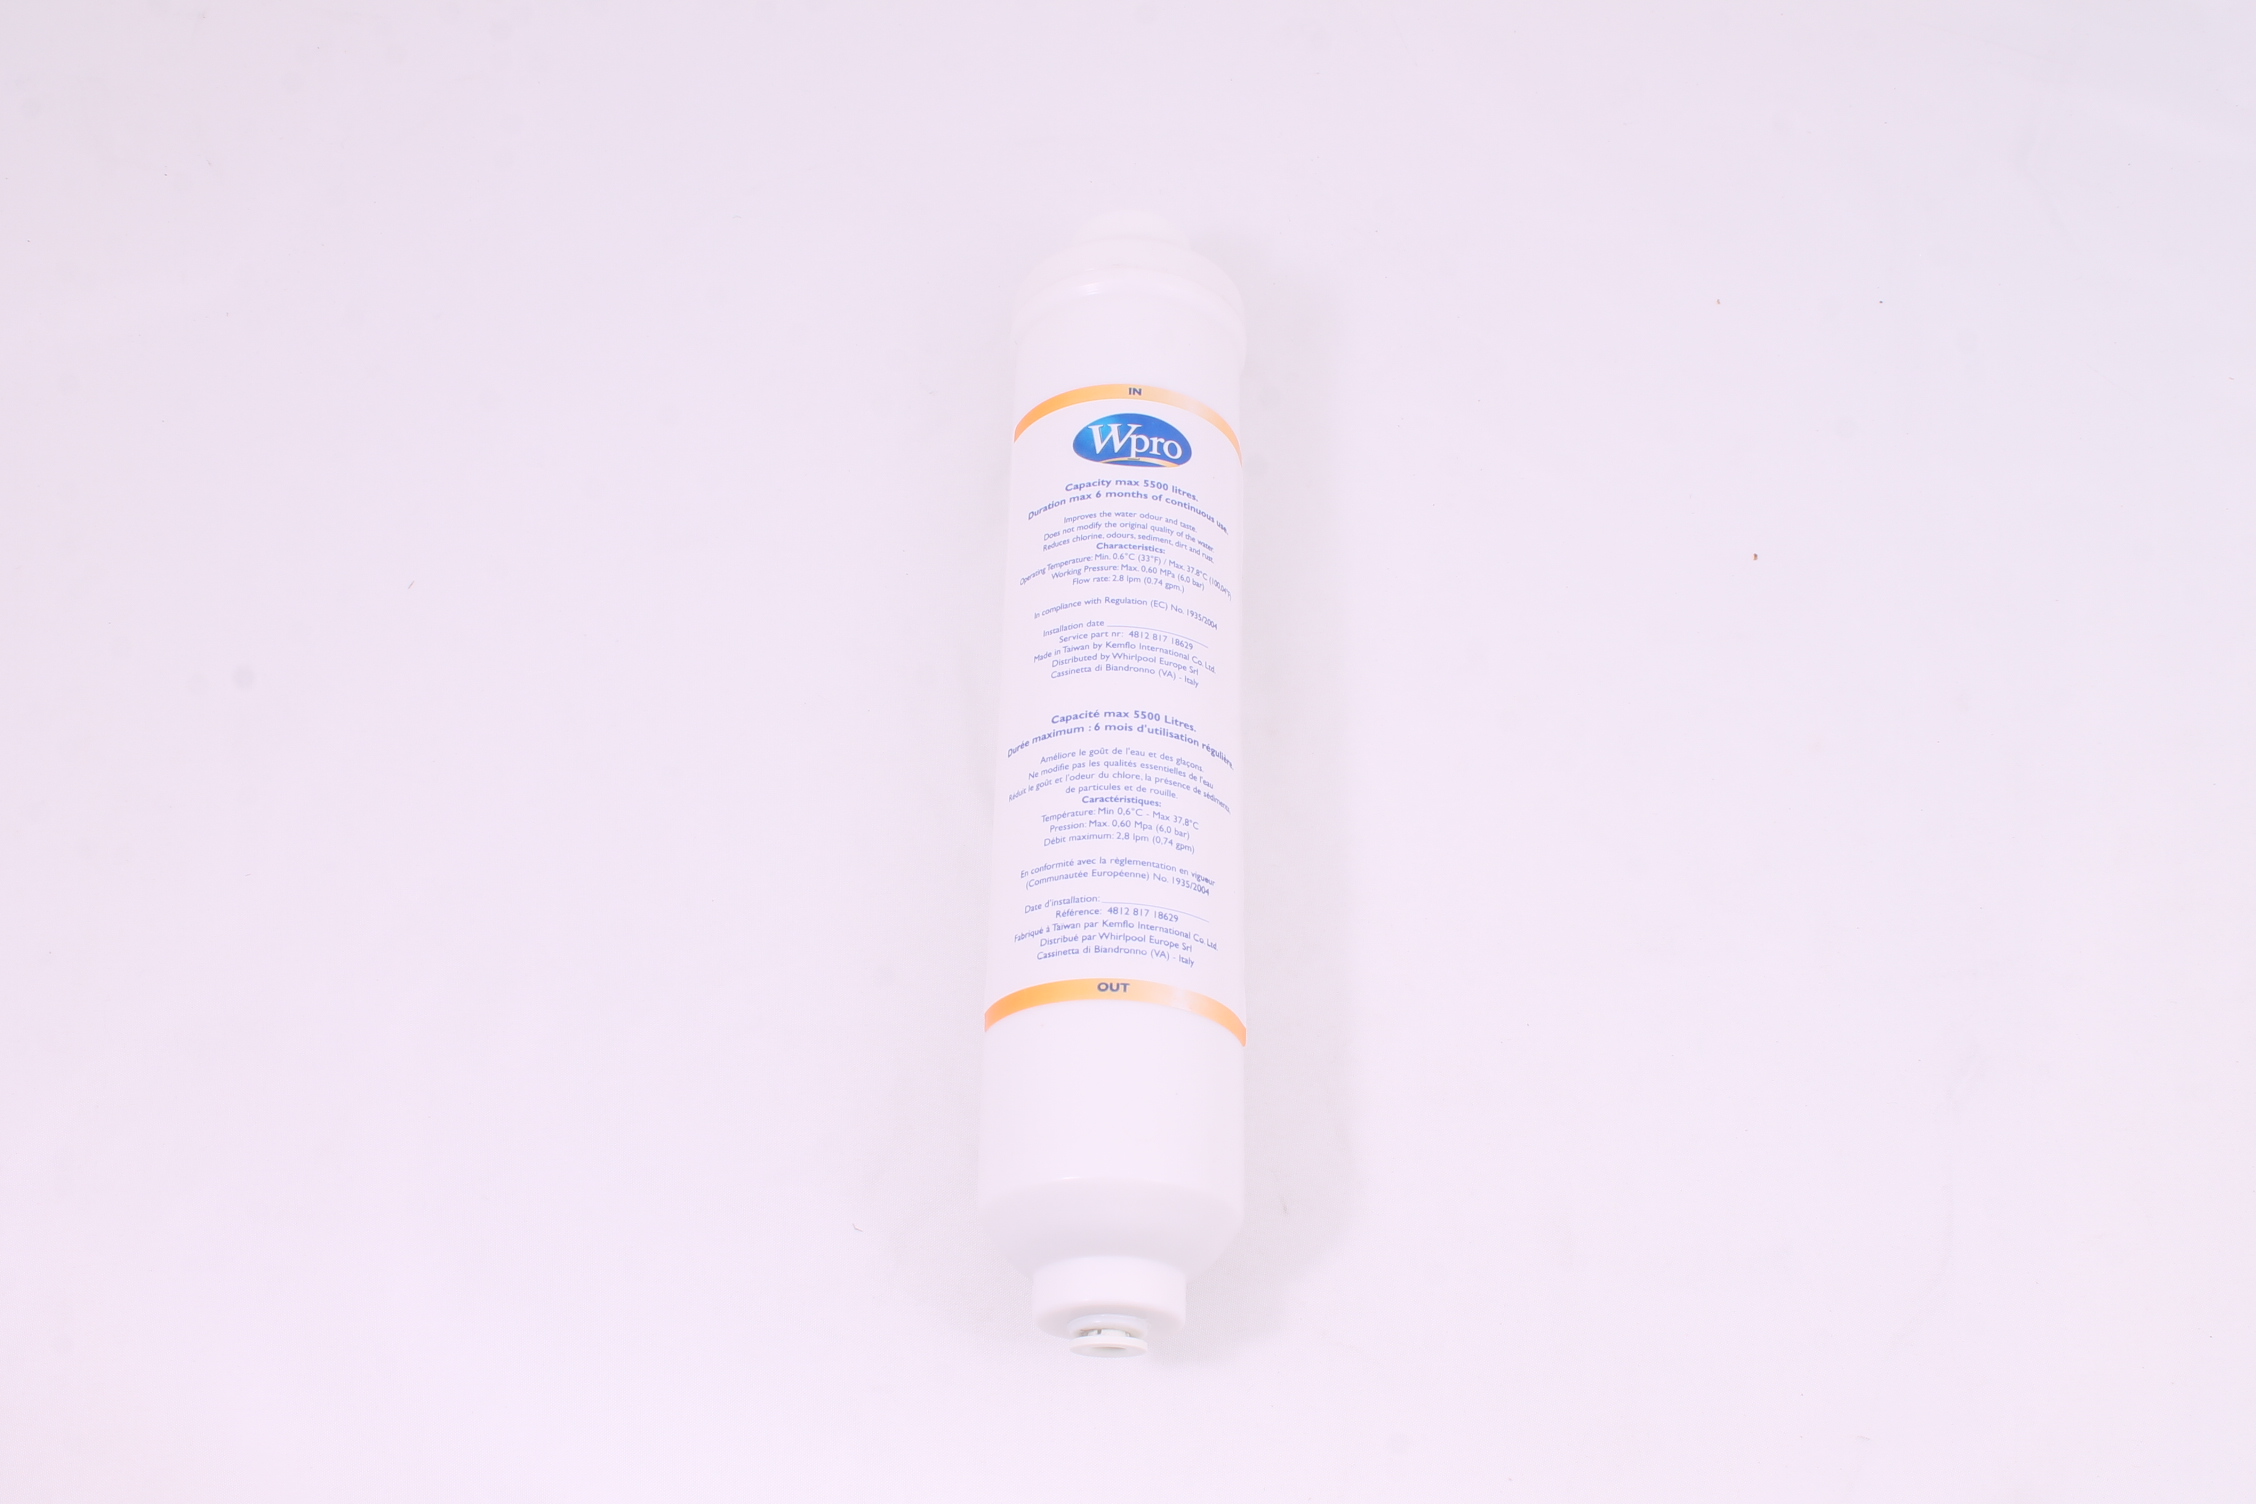 IN
Wpro
Capacity max 5500 litres.
Duration max 6 months of continuous use.
Improves the water odour and taste.
Does not modify the original quality of the water.
Reduces chlorine, odours, sediment, dirt and rust.
Characteristics:
Operating Temperature: Min. 0.6°C (33°F) / Max. 37,8°C (100,04°F)
Working Pressure: Max. 0,60 MPa (6,0 bar)
Flow rate: 2.8 lpm (0,74 gpm.)
In compliance with Regulation (EC) No. 1935/2004
Installation date
Service part nr: 4812 817 18629
Made in Taiwan by Kemflo International Co. Ltd.
Distributed by Whirlpool Europe Srl
Cassinetta di Biandronno (VA) - Italy
Capacité max 5500 Litres.
Durée maximum : 6 mois d'utilisation régulière.
Améliore le goût de l'eau et des glaçons.
Ne modifie pas les qualités essentielles de l'eau
Réduit le goût et l'odeur du chlore, la présence de sédiments,
de particules et de rouille.
Caractéristiques:
Température: Min 0,6°C - Max 37,8°C
Pression: Max. 0,60 Mpa (6,0 bar)
Débit maximum: 2,8 lpm (0,74 gpm)
En conformité avec la réglementation en vigueur
(Communautée Européenne) No. 1935/2004
Date d'installation:
Référence: 4812 817 18629
Fabriqué à Taiwan par Kemflo International Co. Ltd.
Distribué par Whirlpool Europe Srl
Cassinetta di Biandronno (VA) - Italy
OUT